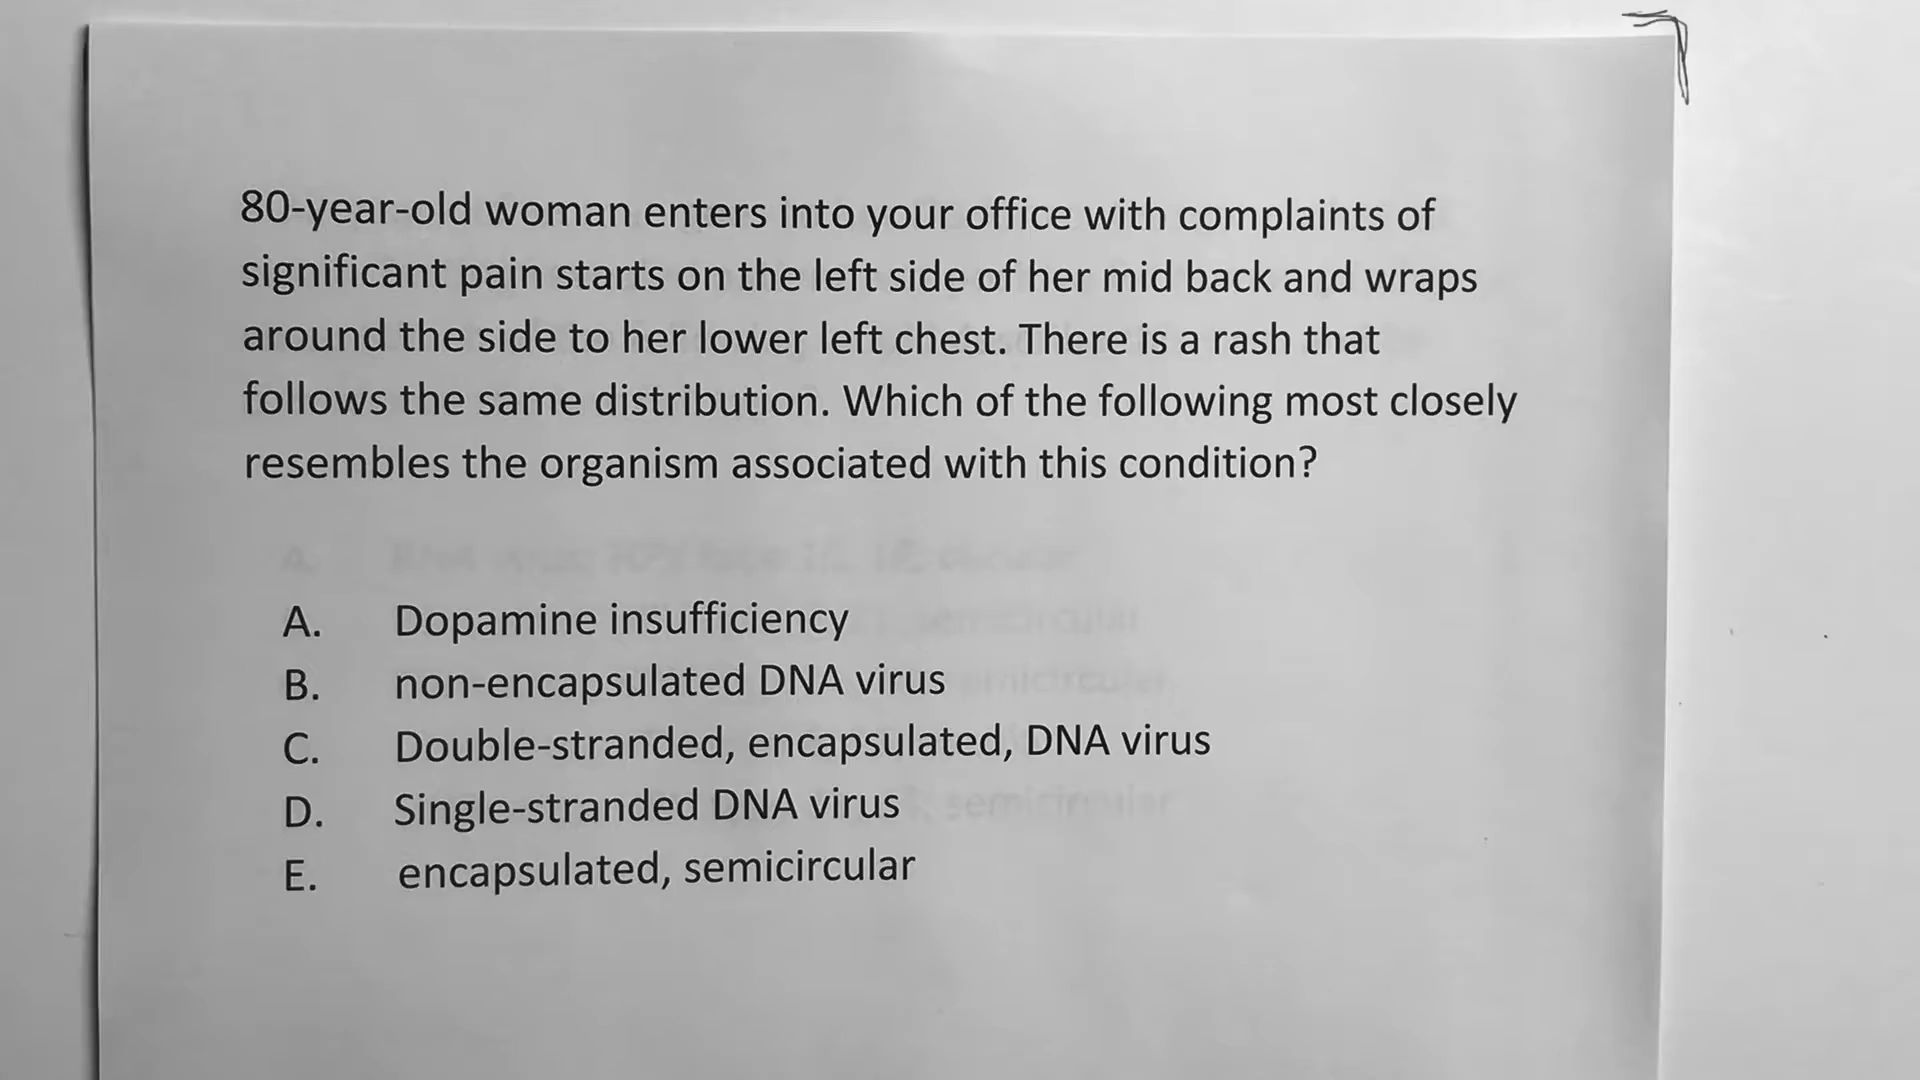 80-year-old woman enters into your office with complaints of
significant pain starts on the left side of her mid back and wraps
around the side to her lower left chest. There is a rash that
follows the same distribution. Which of the following most closely
resembles the organism associated with this condition?
A. Dopamine insufficiency
B. non-encapsulated DNA virus
C. Double-stranded, encapsulated, DNA virus
D. Single-stranded DNA virus
E. encapsulated, semicircular